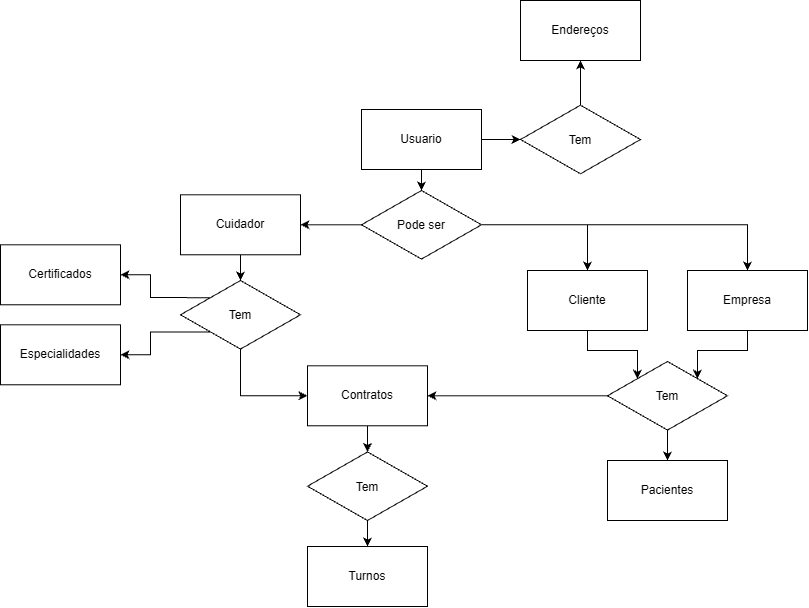 Endereços
Usuario
Tem
Cuidador
Pode ser
Certificados
Tem
Cliente
Empresa
Especialidades
Contratos
Tem
Tem
Pacientes
Turnos